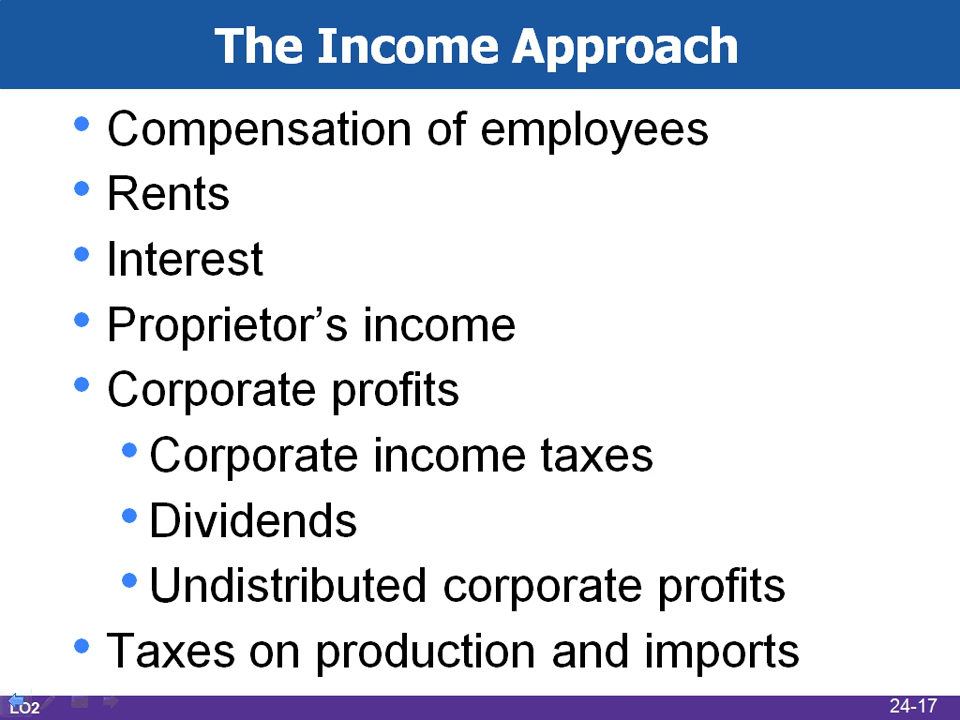 The Income Approach
• Compensation of employees
• Rents
• Interest
• Proprietor’s income
• Corporate profits
• Corporate income taxes
• Dividends
• Undistributed corporate profits
• Taxes on production and imports
LO2
24-17